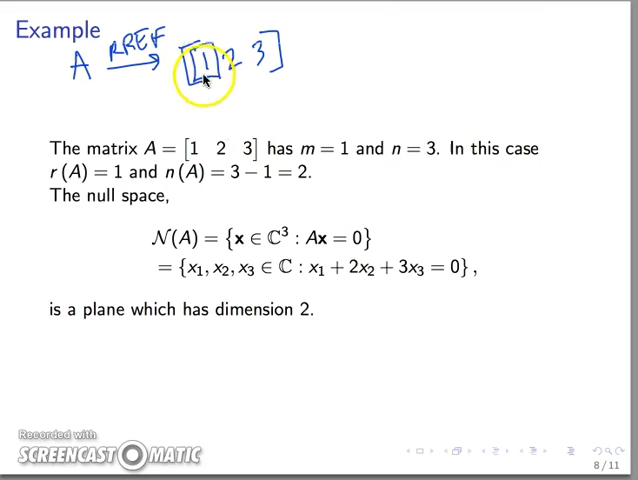 Example
A RREF [1 2 3]
The matrix A = [1 2 3] has m = 1 and n = 3. In this case
r (A) = 1 and n (A) = 3 − 1 = 2.
The null space,
𝒩(A) = {x ∈ ℂ³ : Ax = 0}
= {x₁, x₂, x₃ ∈ ℂ : x₁ + 2x₂ + 3x₃ = 0} ,
is a plane which has dimension 2.
Recorded with
SCREENCAST MATIC
8 / 11